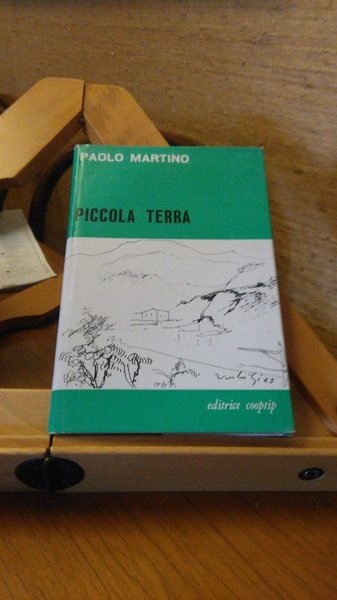 PAOLO MARTINO
PICCOLA TERRA
editrice cooptip